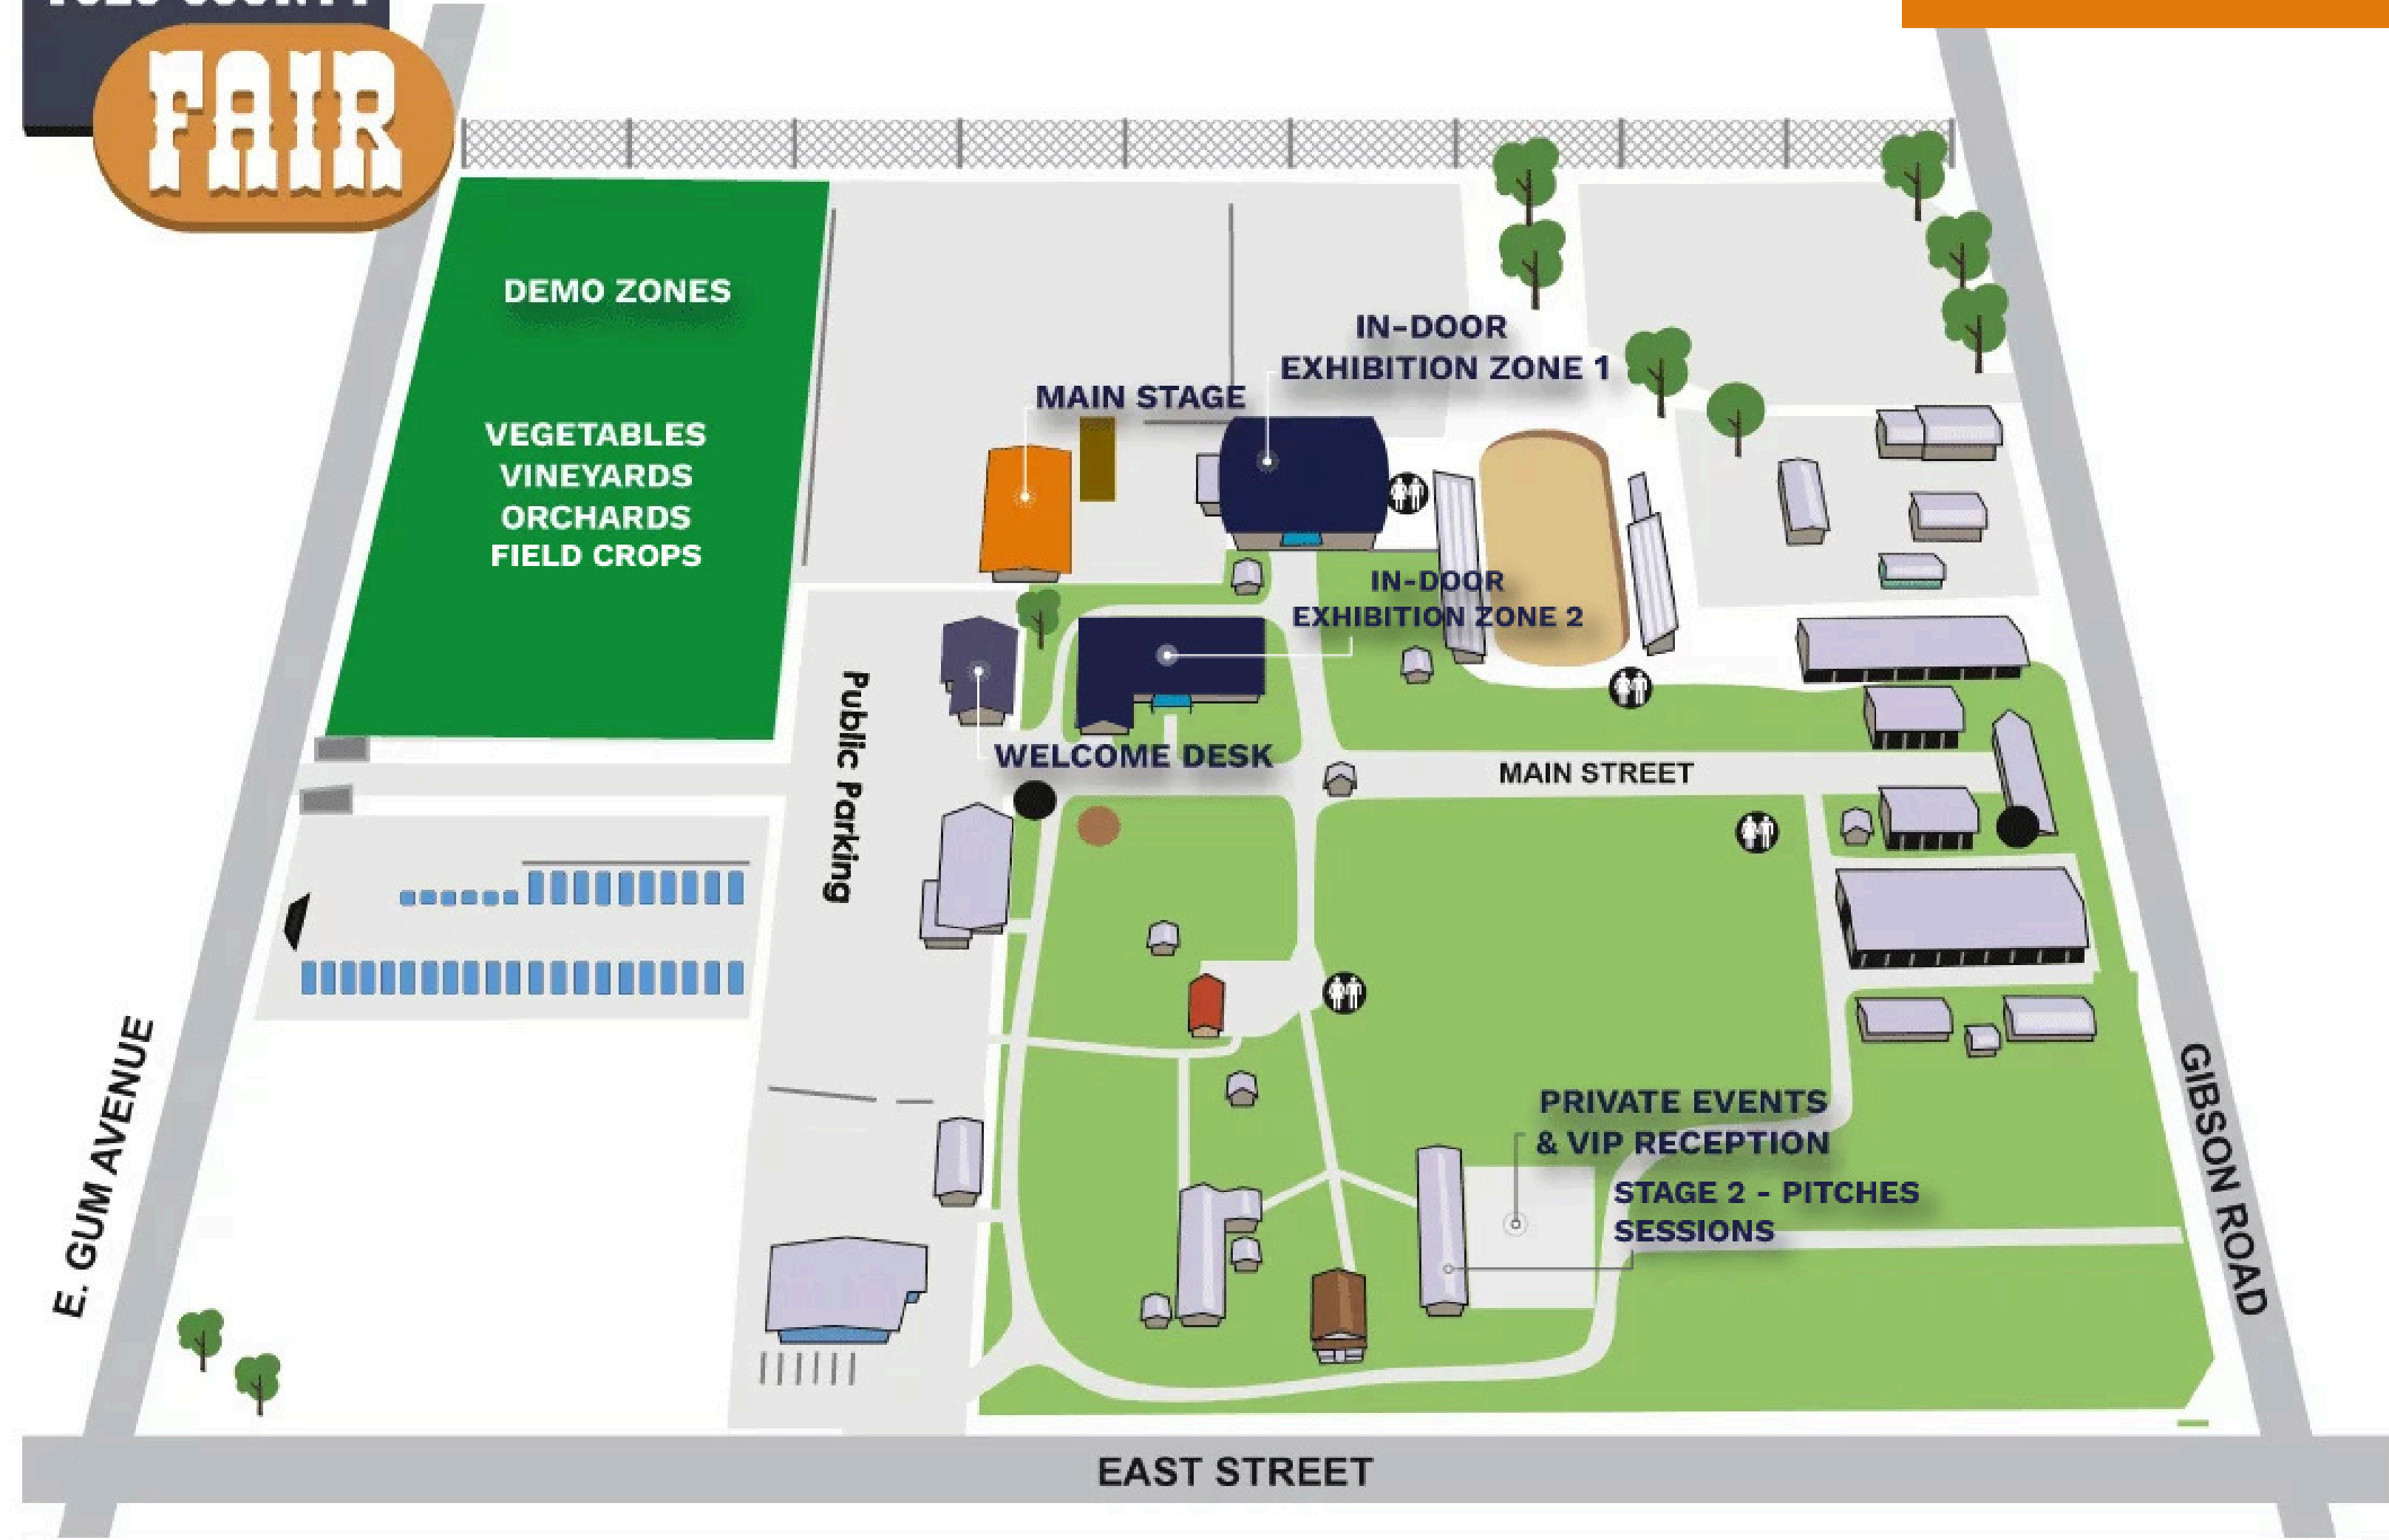 FAIR
DEMO ZONES
VEGETABLES
VINEYARDS
ORCHARDS
FIELD CROPS
IN-DOOR
EXHIBITION ZONE 1
MAIN STAGE
IN-DOOR
EXHIBITION ZONE 2
Public Parking
WELCOME DESK
MAIN STREET
PRIVATE EVENTS
& VIP RECEPTION
STAGE 2 - PITCHES
SESSIONS
E. GUM AVENUE
GIBSON ROAD
EAST STREET